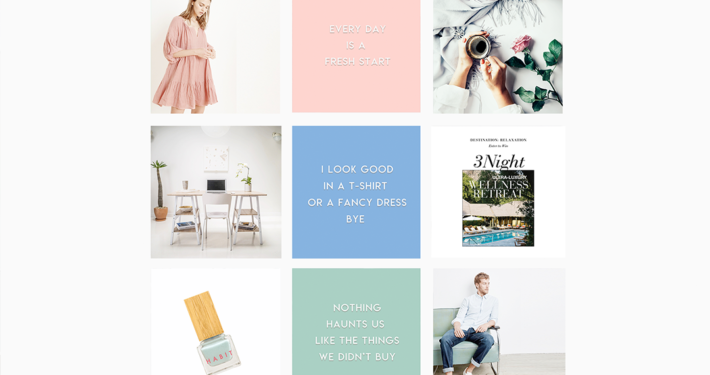 EVERY DAY
IS A
FRESH START
I LOOK GOOD
IN A T-SHIRT
OR A FANCY DRESS
BYE
DESTINATION: RELAXATION
Enter to Win
3Night
ULTRA-LUXURY
WELLNESS
RETREAT
HABIT
NOTHING
HAUNTS US
LIKE THE THINGS
WE DIDN'T BUY